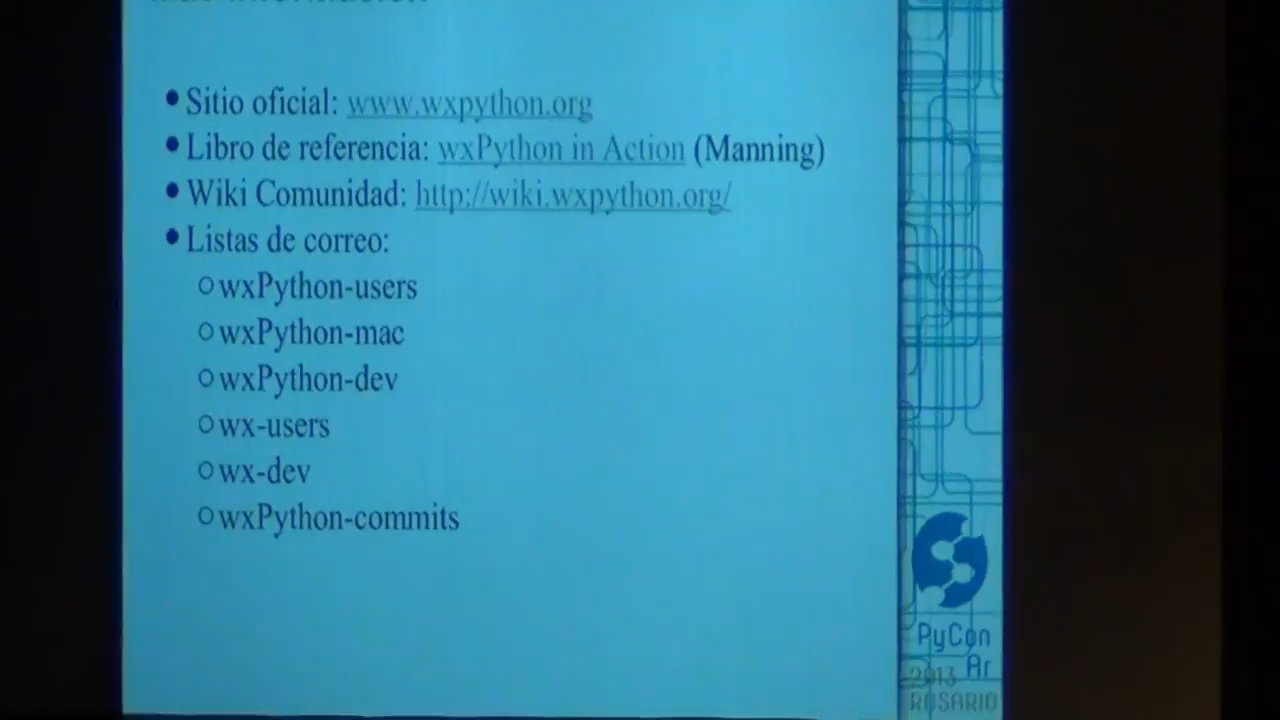 • Sitio oficial: www.wxpython.org
• Libro de referencia: wxPython in Action (Manning)
• Wiki Comunidad: http://wiki.wxpython.org/
• Listas de correo:
○ wxPython-users
○ wxPython-mac
○ wxPython-dev
○ wx-users
○ wx-dev
○ wxPython-commits
PyCon
Ar
2013
ROSARIO